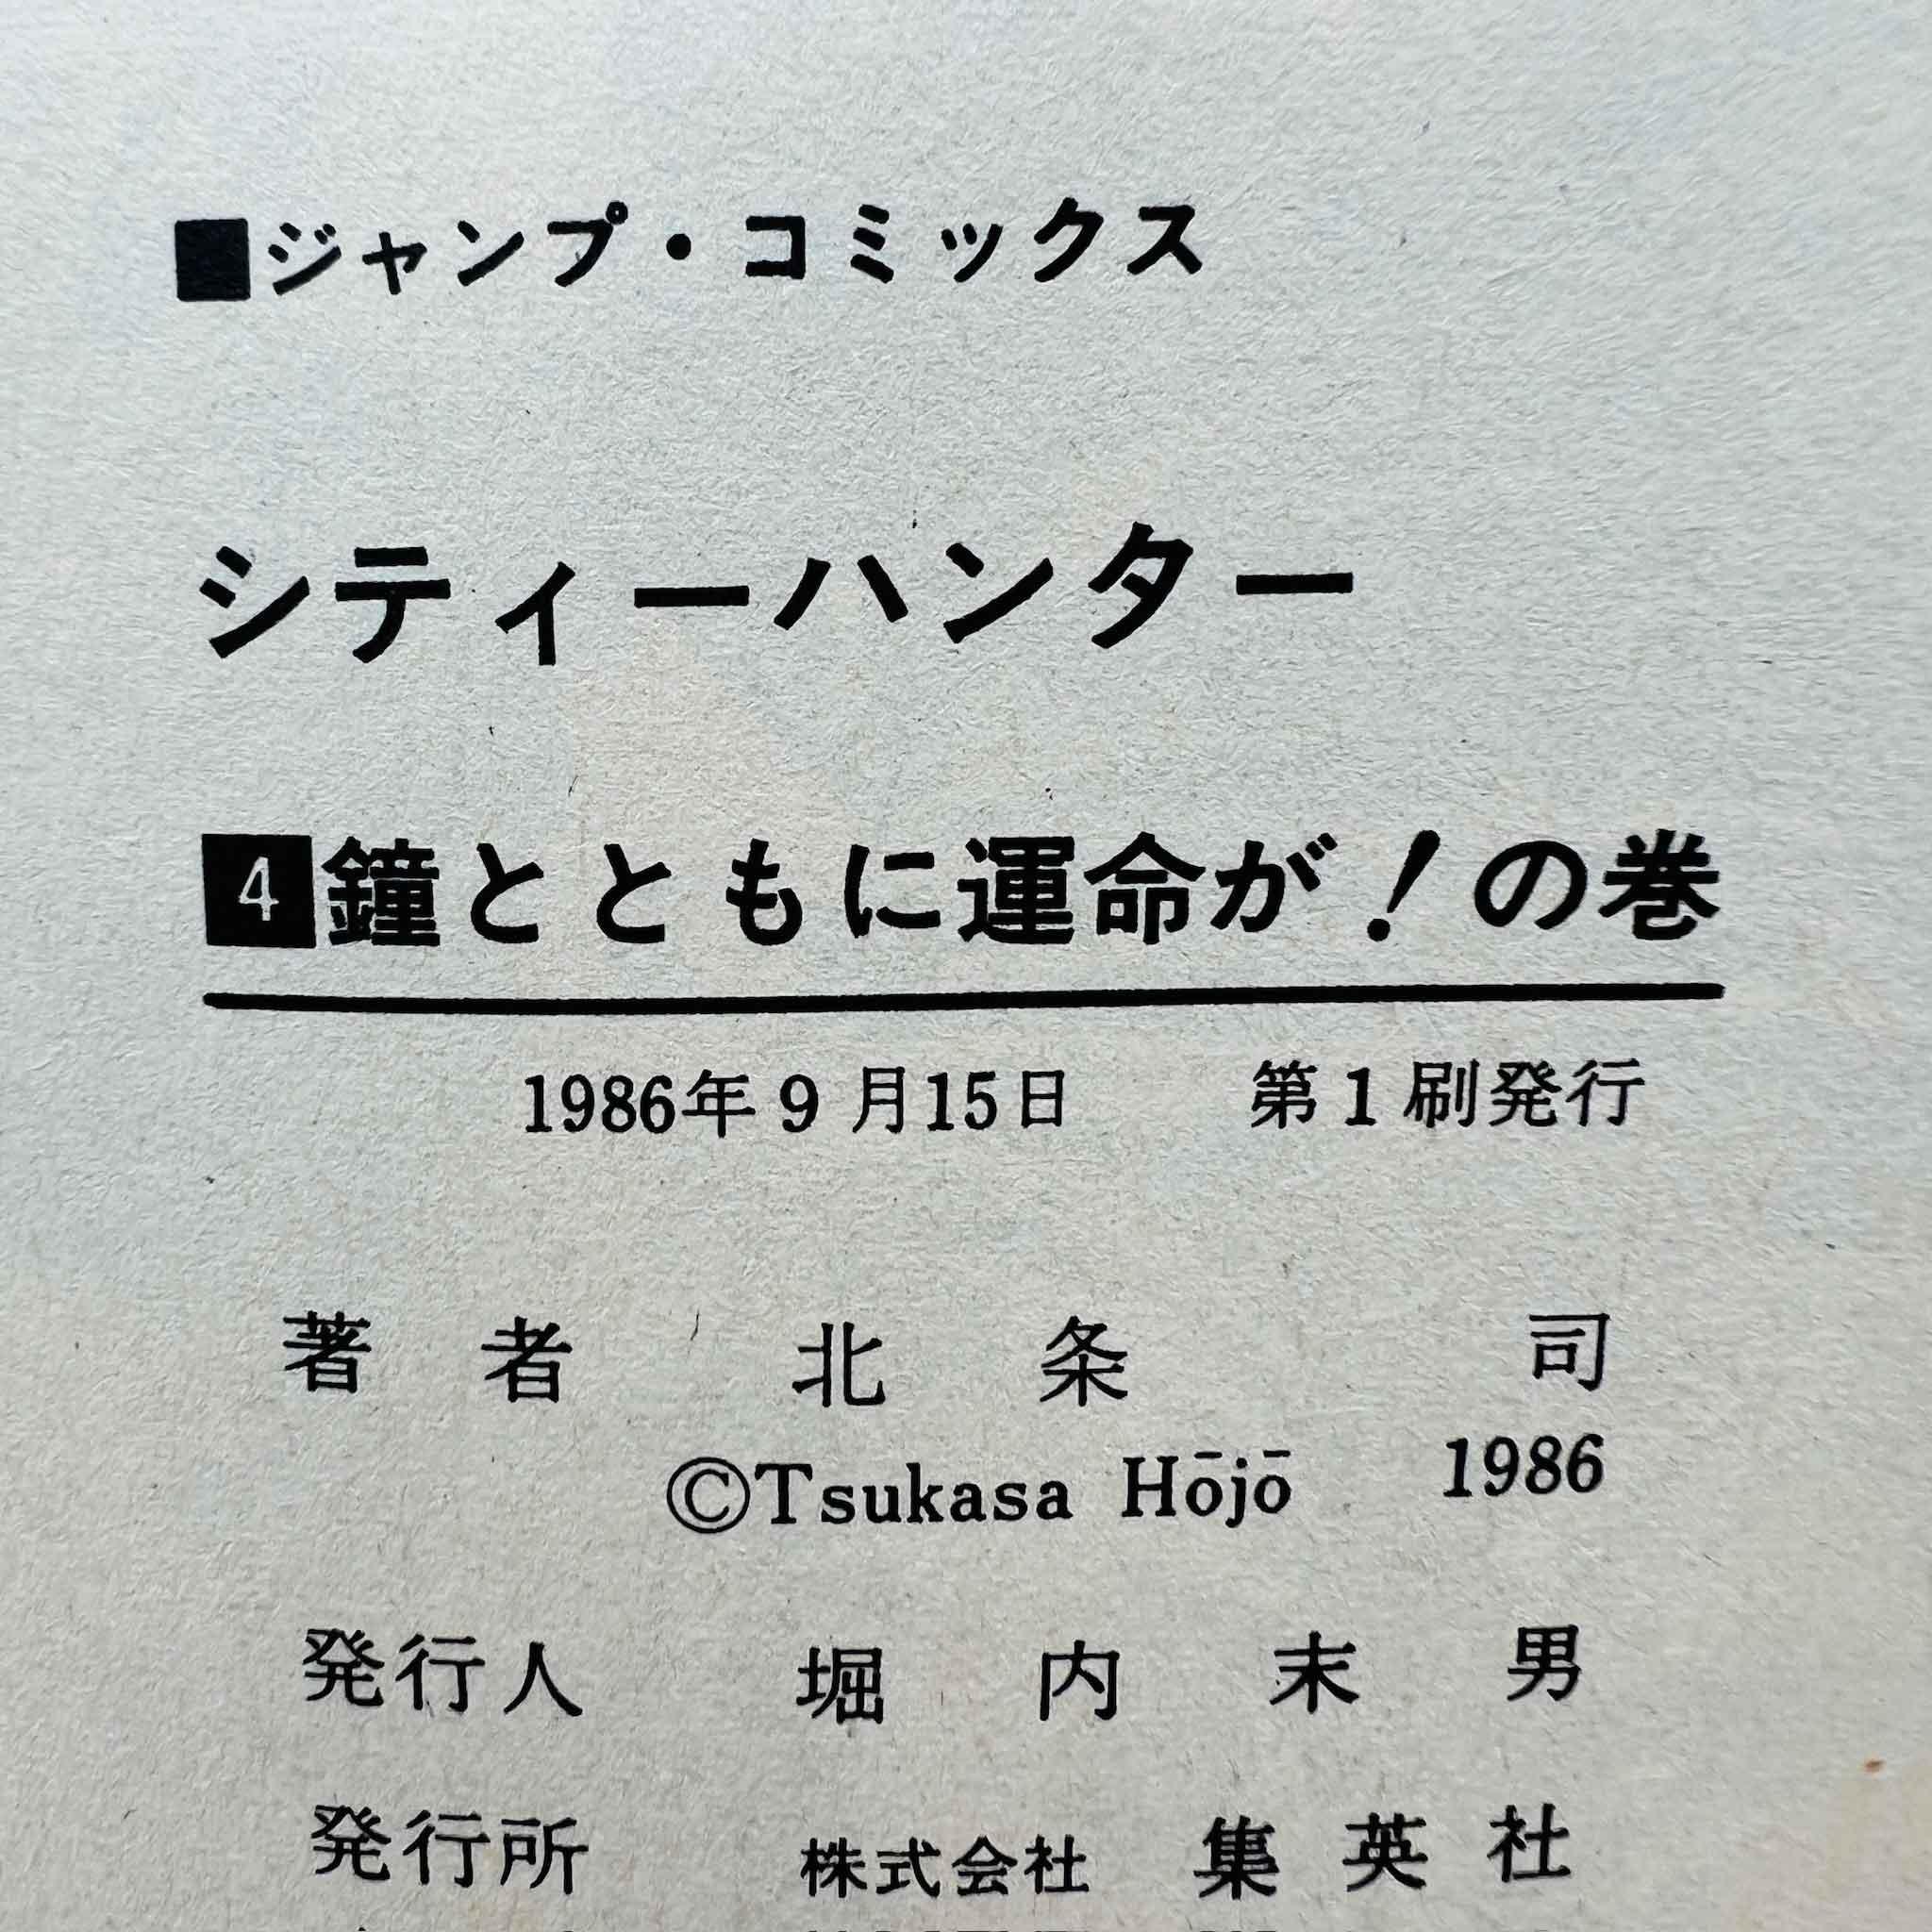 ■ジャンプ・コミックス
シティーハンター
4鐘とともに運命が!の巻
1986年9月15日 第1刷発行
著者 北条司
©Tsukasa Hōjō 1986
発行人 堀内末男
発行所 株式会社 集英社